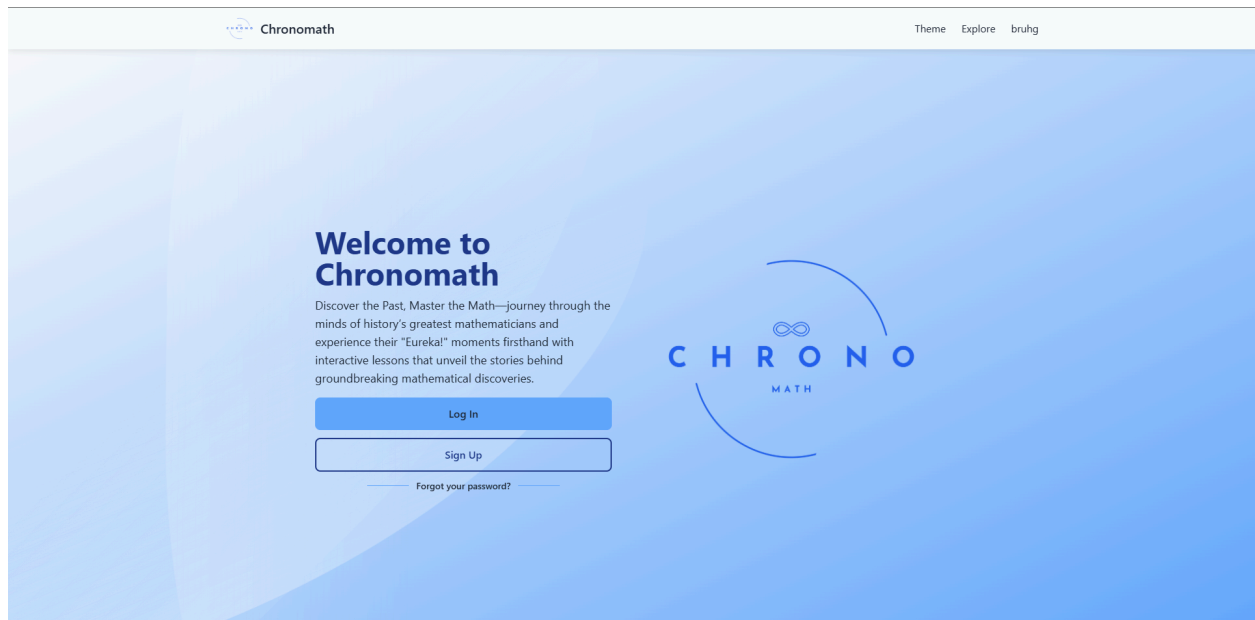 Chronomath
Theme Explore bruhg
Welcome to
Chronomath
Discover the Past, Master the Math—journey through the
minds of history's greatest mathematicians and
experience their "Eureka!" moments firsthand with
interactive lessons that unveil the stories behind
groundbreaking mathematical discoveries.
Log In
Sign Up
Forgot your password?
CHRONO
MATH